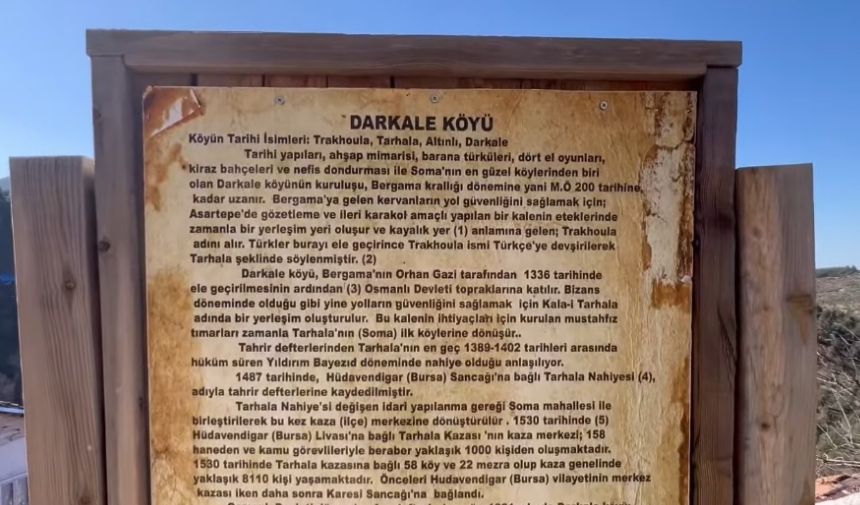 DARKALE KÖYÜ
Köyün Tarihi İsimleri: Trakhoula, Tarhala, Altınlı, Darkale
Tarihi yapıları, ahşap mimarisi, barana türküleri, dört el oyunları,
kiraz bahçeleri ve nefis dondurması ile Soma'nın en güzel köylerinden biri
olan Darkale köyünün kuruluşu, Bergama krallığı dönemine yani M.Ö 200 tarihine,
kadar uzanır. Bergama'ya gelen kervanların yol güvenliğini sağlamak için;
Asartepe'de gözetleme ve ileri karakol amaçlı yapılan bir kalenin eteklerinde
zamanla bir yerleşim yeri oluşur ve kayalık yer (1) anlamına gelen; Trakhoula
adını alır. Türkler burayı ele geçirince Trakhoula ismi Türkçe'ye devşirilerek
Tarhala şeklinde söylenmiştir. (2)
Darkale köyü, Bergama'nın Orhan Gazi tarafından 1336 tarihinde
ele geçirilmesinin ardından (3) Osmanlı Devleti topraklarına katılır. Bizans
döneminde olduğu gibi yine yolların güvenliğini sağlamak için Kala-i Tarhala
adında bir yerleşim oluşturulur. Bu kalenin ihtiyaçları için kurulan mustahfız
tımarları zamanla Tarhala'nın (Soma) ilk köylerine dönüşür..
Tahrir defterlerinden Tarhala'nın en geç 1389-1402 tarihleri arasında
hüküm süren Yıldırım Bayezıd döneminde nahiye olduğu anlaşılıyor.
1487 tarihinde, Hüdavendigar (Bursa) Sancağı'na bağlı Tarhala Nahiyesi (4),
adıyla tahrir defterlerine kaydedilmiştir.
Tarhala Nahiye'si değişen idari yapılanma gereği Soma mahallesi ile
birleştirilerek bu kez kaza (ilçe) merkezine dönüştürülür . 1530 tarihinde (5)
Hüdavendigar (Bursa) Livası'na bağlı Tarhala Kazası 'nın kaza merkezi; 158
haneden ve kamu görevlileriyle beraber yaklaşık 1000 kişiden oluşmaktadır.
1530 tarihinde Tarhala kazasına bağlı 58 köy ve 22 mezra olup kaza genelinde
yaklaşık 8110 kişi yaşamaktadır. Önceleri Hudavendigar (Bursa) vilayetinin merkez
kazası iken daha sonra Karesi Sancağı'na bağlandı.